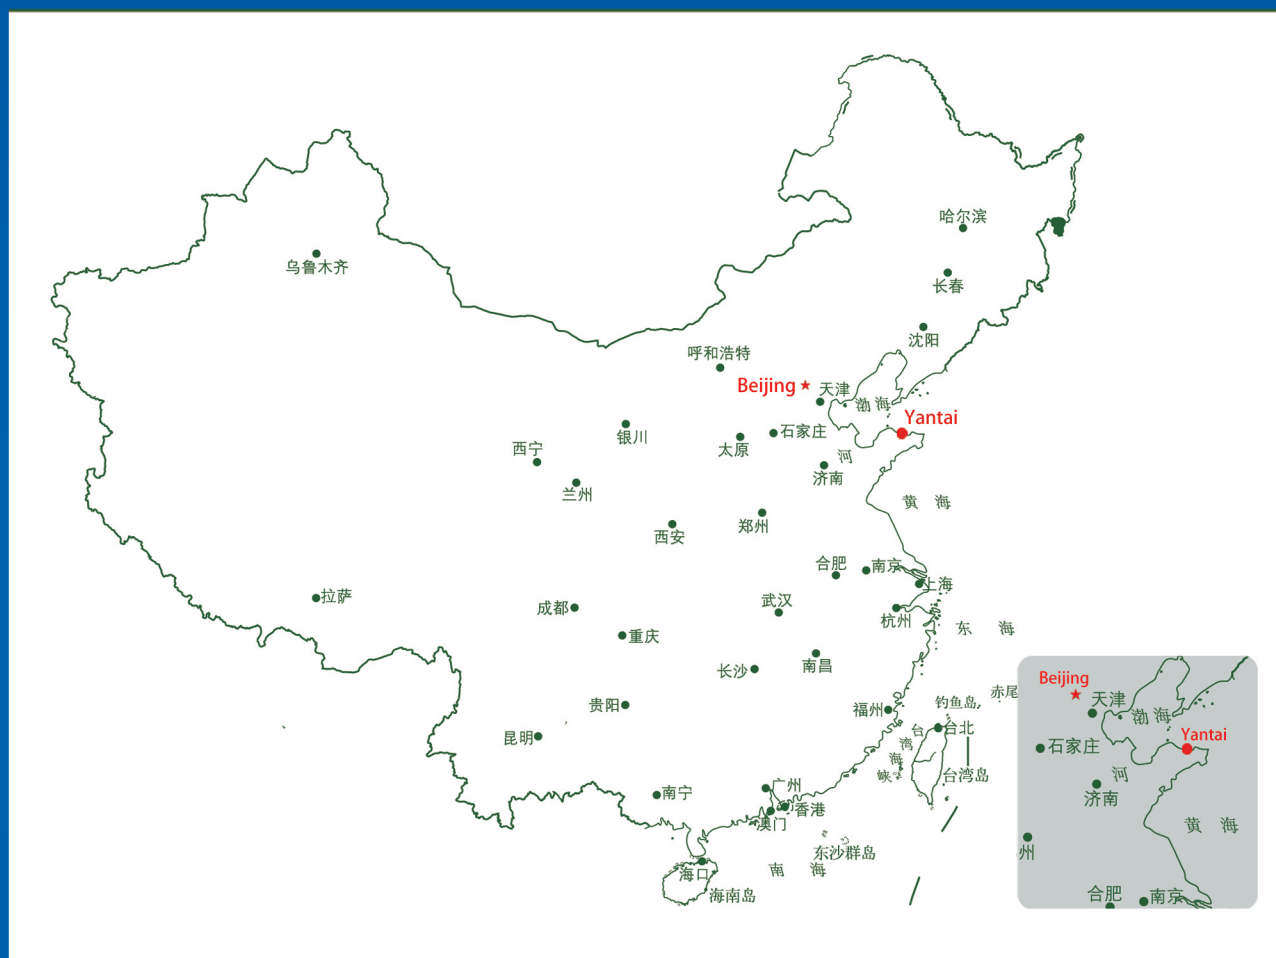 哈尔滨
乌鲁木齐
长春
沈阳
呼和浩特
Beijing
天津
渤海
Yantai
银川
太原
石家庄
西宁
河
济南
兰州
黄 海
西安
郑州
合肥
南京
上海
拉萨
成都
武汉
杭州
东 海
重庆
长沙
南昌
赤尾
钓鱼岛
贵阳
福州
昆明
台北
台
湾
海
峡
台湾岛
南宁
广州
香港
澳门
东沙群岛
南 海
海口
海南岛
Beijing
天津
渤海
Yantai
石家庄
河
济南
黄 海
州
合肥
南京